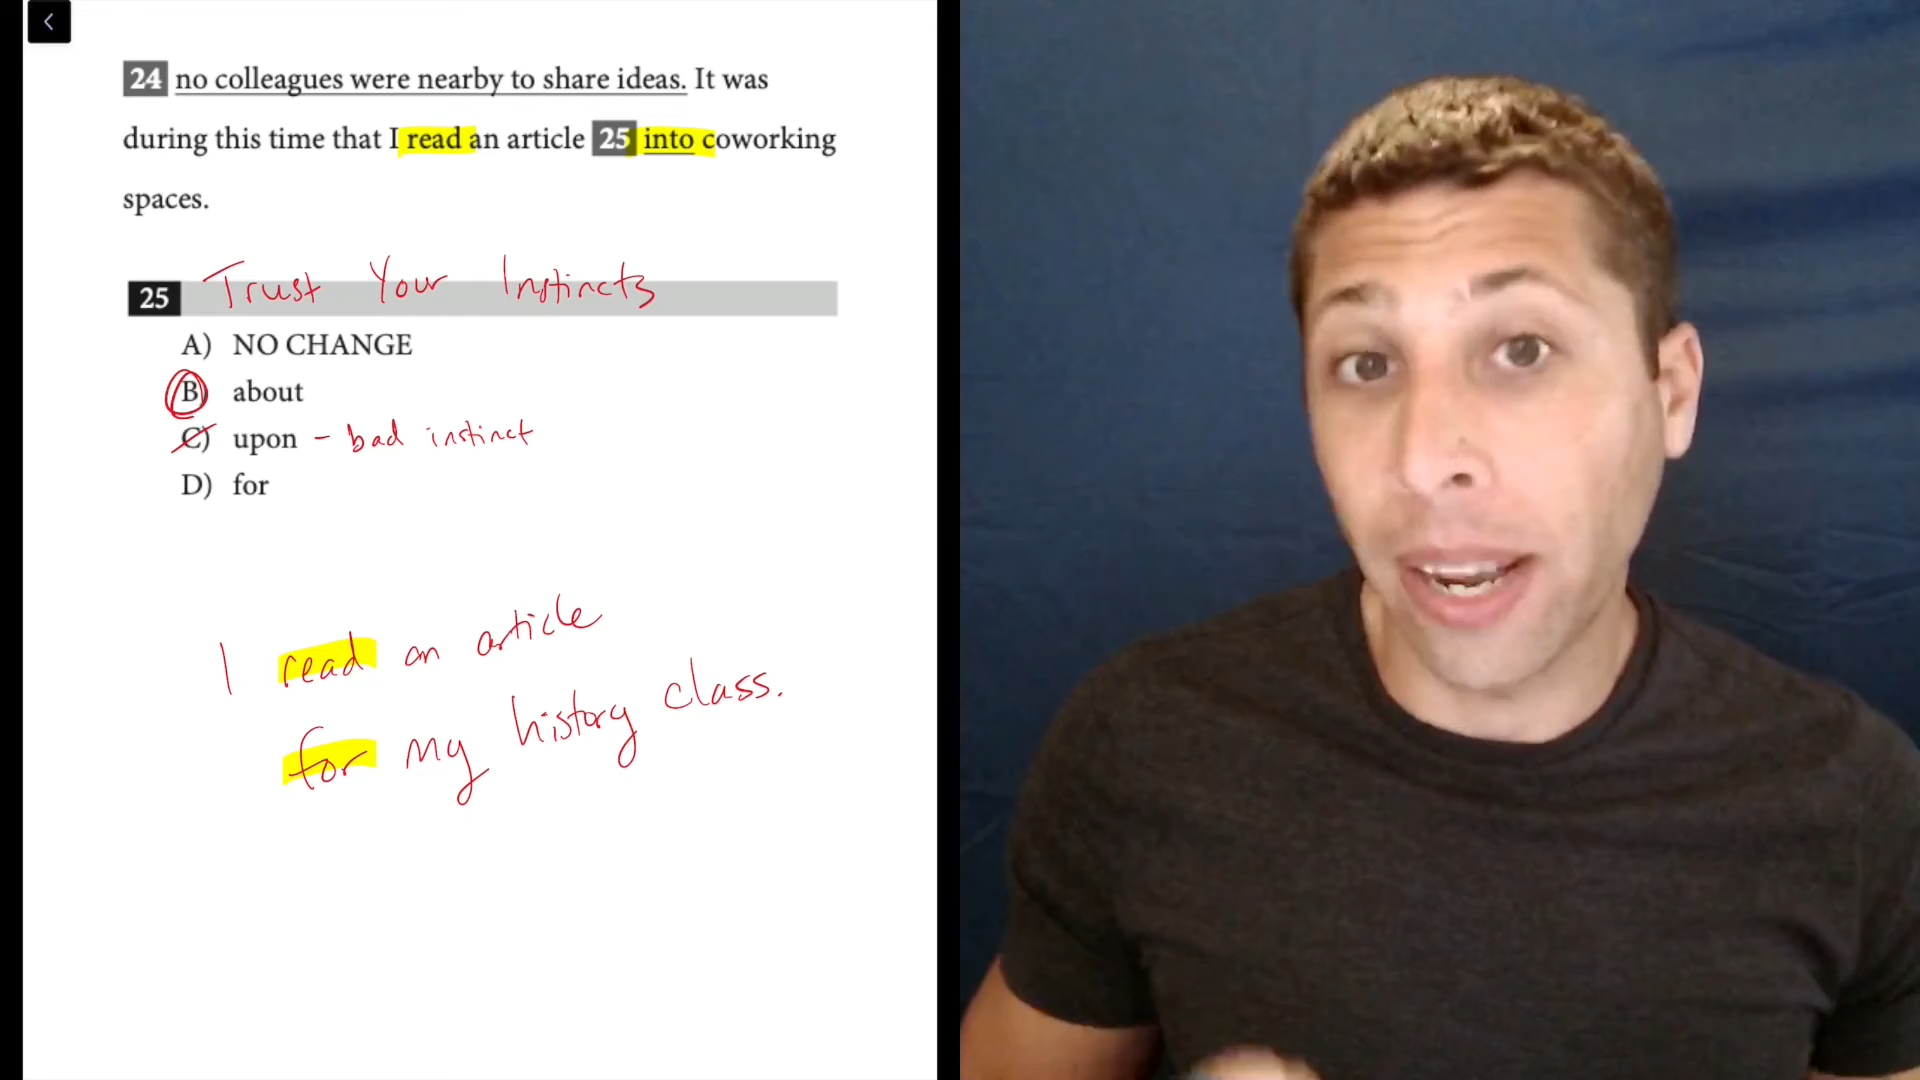 24 no colleagues were nearby to share ideas. It was
during this time that I read an article 25 into coworking
spaces.
25 Trust Your Instincts
A) NO CHANGE
B) about
C) upon - bad instinct
D) for
I read an article
for my history class.